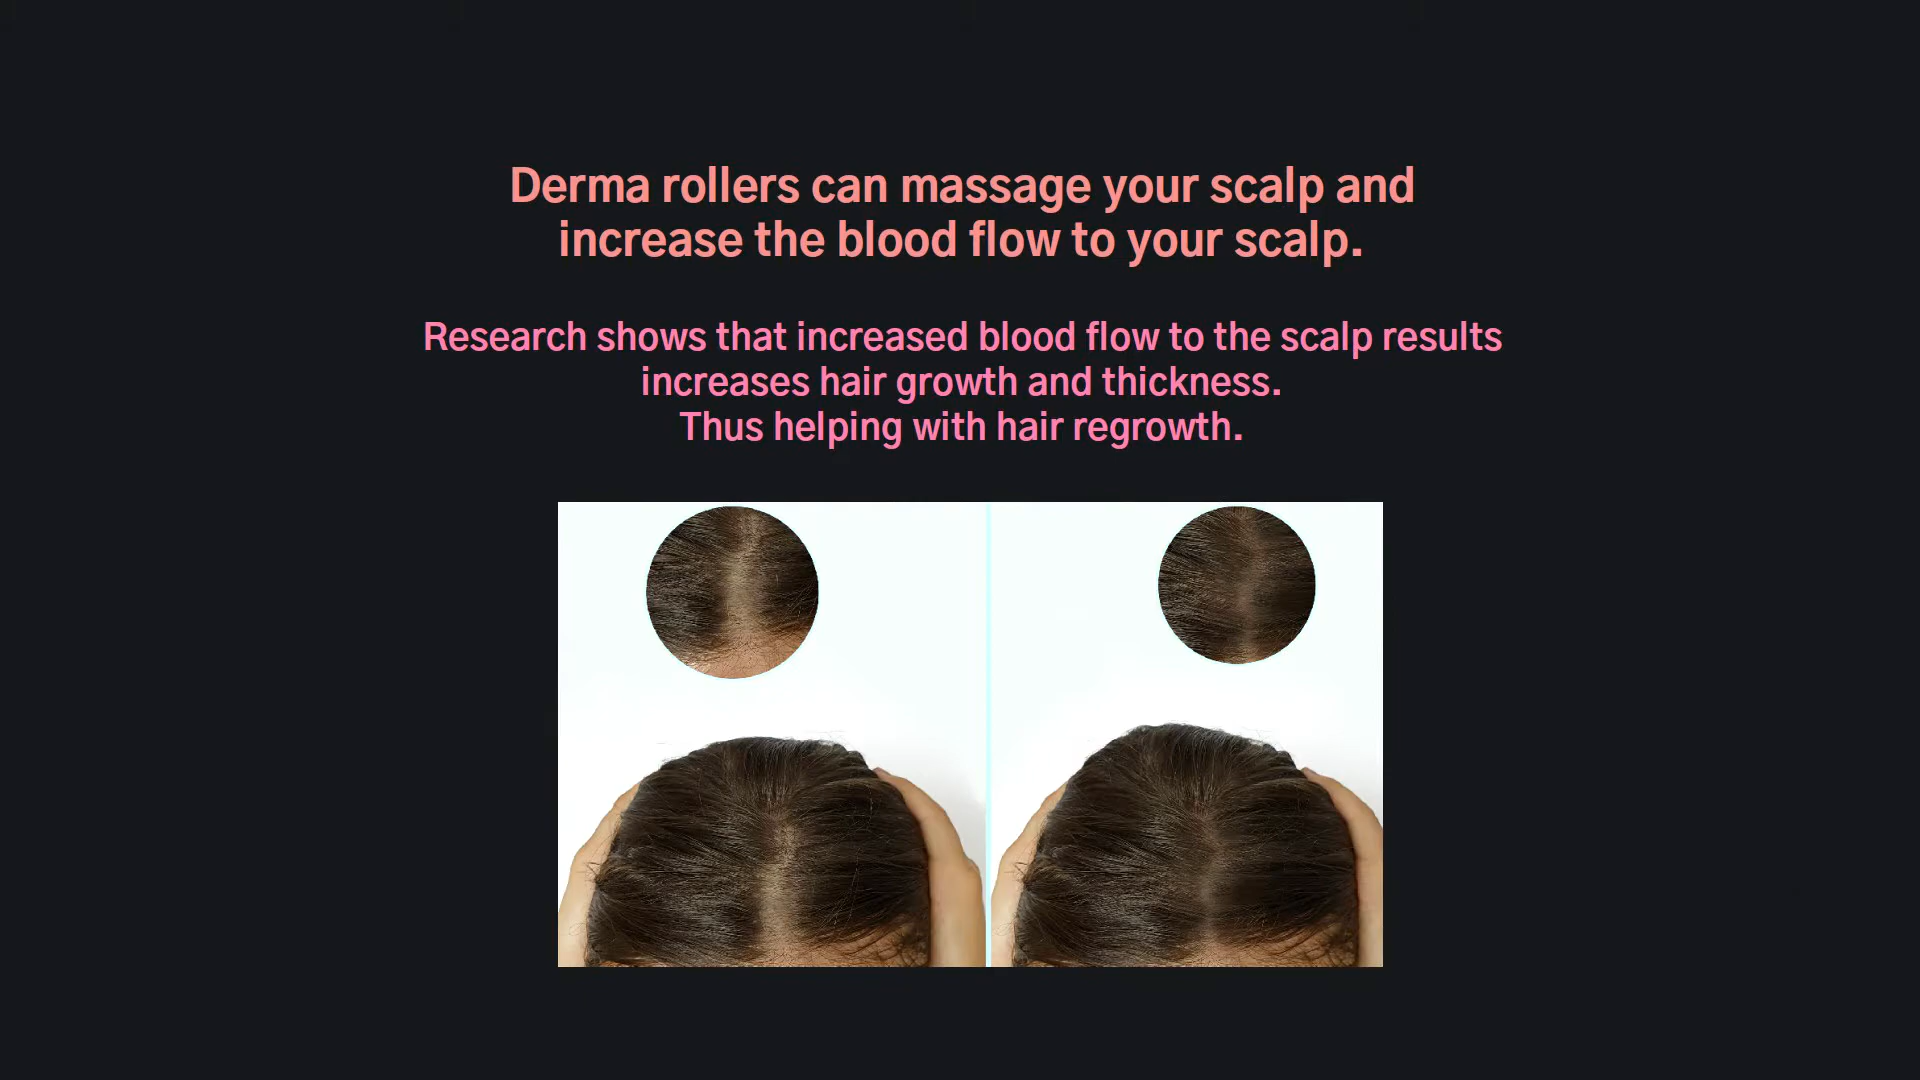 Derma rollers can massage your scalp and
increase the blood flow to your scalp.
Research shows that increased blood flow to the scalp results
increases hair growth and thickness.
Thus helping with hair regrowth.